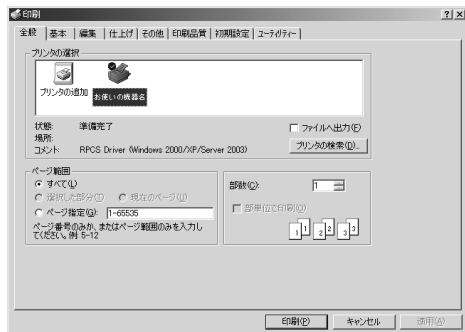 印刷
全般 基本 編集 仕上げ その他 印刷品質 初期設定 ユーティリティー
プリンタの選択
プリンタの追加 お使いの機器名
状態: 準備完了
場所:
コメント: RPCS Driver (Windows 2000/XP/Server 2003)
ファイルへ出力(F)
プリンタの検索(D)...
ページ範囲
すべて(L)
選択した部分(T) 現在のページ(U)
ページ指定(G): 1-65535
ページ番号のみか、またはページ範囲のみを入力し
てください。例: 5-12
部数(C): 1
部単位で印刷(O)
1 1 2 2 3 3
印刷(P) キャンセル 適用(A)